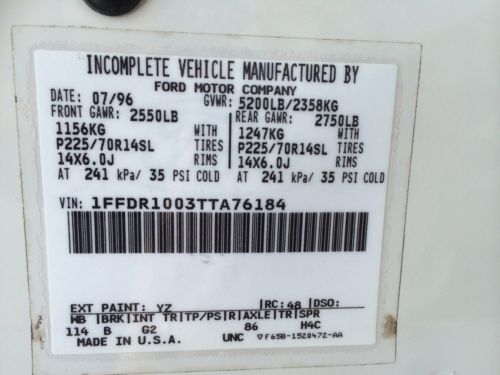 INCOMPLETE VEHICLE MANUFACTURED BY
FORD MOTOR COMPANY
DATE: 07/96 GVWR: 5200LB/2358KG
FRONT GAWR: 2550LB REAR GAWR: 2750LB
1156KG WITH 1247KG WITH
P225/70R14SL TIRES P225/70R14SL TIRES
14X6.0J RIMS 14X6.0J RIMS
AT 241 kPa/ 35 PSI COLD AT 241 kPa/ 35 PSI COLD
VIN: 1FFDR1003TTA76184
EXT PAINT: YZ RC: 48 DSO:
WB BRK INT TR TP/PS R AXLE TR SPR
114 B G2 86 H4C
MADE IN U.S.A. UNC ▽F65B-1520472-AA